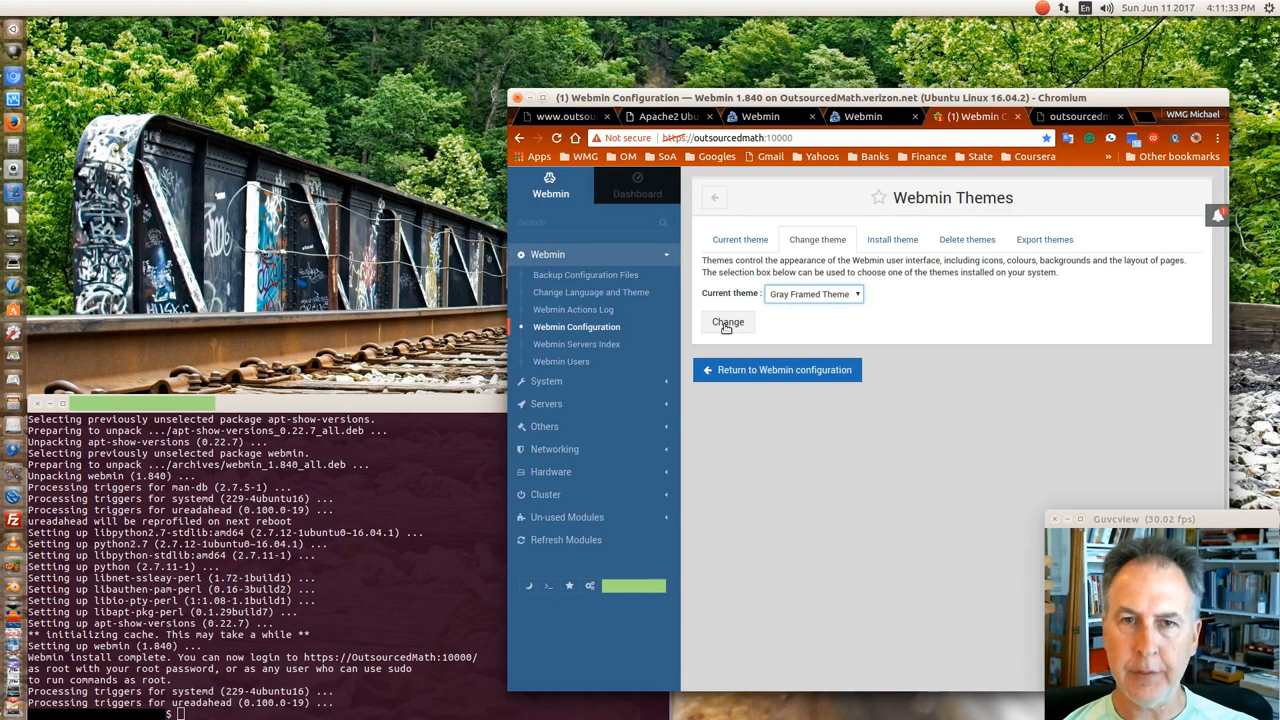 En
Sun Jun 11 2017
4:11:33 PM
(1) Webmin Configuration — Webmin 1.840 on OutsourcedMath.verizon.net (Ubuntu Linux 16.04.2) - Chromium
www.outsou
Apache2 Ubu
Webmin
Webmin
(1) Webmin C
outsourcedm
WMG Michael
Not secure
https://outsourcedmath:10000
Apps
WMG
OM
SoA
Googles
Gmail
Yahoos
Banks
Finance
State
Coursera
»
Other bookmarks
Webmin
Dashboard
Search
Webmin
Backup Configuration Files
Change Language and Theme
Webmin Actions Log
Webmin Configuration
Webmin Servers Index
Webmin Users
System
Servers
Others
Networking
Hardware
Cluster
Un-used Modules
Refresh Modules
Webmin Themes
Current theme
Change theme
Install theme
Delete themes
Export themes
Themes control the appearance of the Webmin user interface, including icons, colours, backgrounds and the layout of pages.
The selection box below can be used to choose one of the themes installed on your system.
Current theme : Gray Framed Theme
Change
Return to Webmin configuration
Selecting previously unselected package apt-show-versions.
Preparing to unpack .../apt-show-versions_0.22.7_all.deb ...
Unpacking apt-show-versions (0.22.7) ...
Selecting previously unselected package webmin.
Preparing to unpack .../archives/webmin_1.840_all.deb ...
Unpacking webmin (1.840) ...
Processing triggers for man-db (2.7.5-1) ...
Processing triggers for systemd (229-4ubuntu16) ...
Processing triggers for ureadahead (0.100.0-19) ...
ureadahead will be reprofiled on next reboot
Setting up libpython2.7-stdlib:amd64 (2.7.12-1ubuntu0~16.04.1) ...
Setting up python2.7 (2.7.12-1ubuntu0~16.04.1) ...
Setting up libpython-stdlib:amd64 (2.7.11-1) ...
Setting up python (2.7.11-1) ...
Setting up libnet-ssleay-perl (1.72-1build1) ...
Setting up libauthen-pam-perl (0.16-3build2) ...
Setting up libio-pty-perl (1:1.08-1.1build1) ...
Setting up libapt-pkg-perl (0.1.29build7) ...
Setting up apt-show-versions (0.22.7) ...
** initializing cache. This may take a while **
Setting up webmin (1.840) ...
Webmin install complete. You can now login to https://OutsourcedMath:10000/
as root with your root password, or as any user who can use sudo
to run commands as root.
Processing triggers for systemd (229-4ubuntu16) ...
Processing triggers for ureadahead (0.100.0-19) ...
$
Guvcview (30.02 fps)